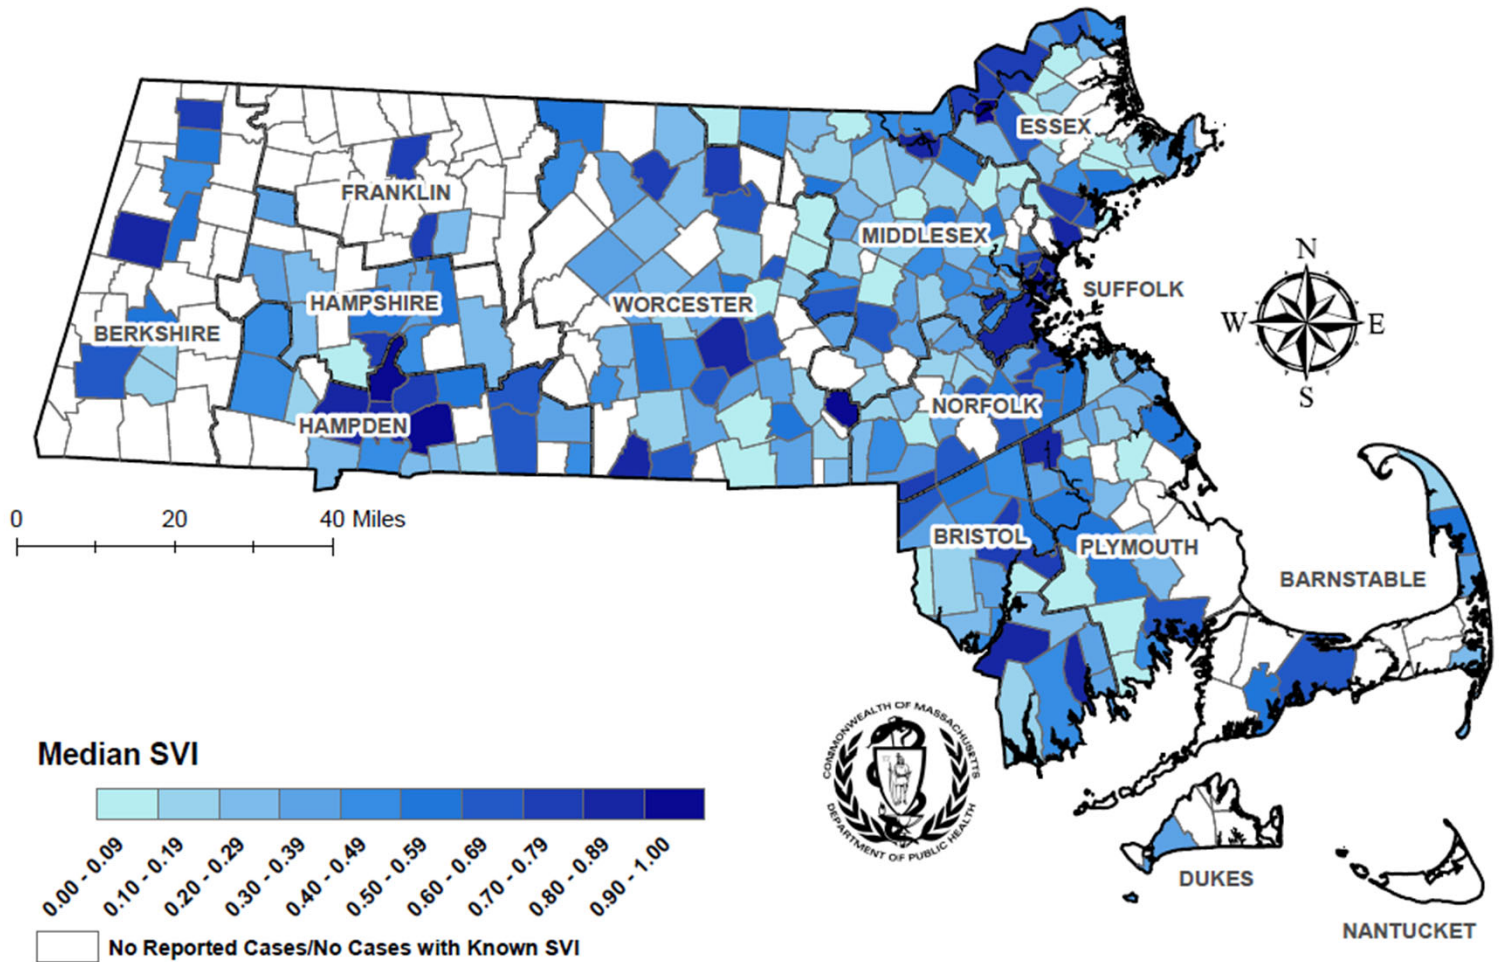 ESSEX
FRANKLIN
MIDDLESEX
N
HAMPSHIRE
WORCESTER
SUFFOLK
W
E
BERKSHIRE
S
HAMPDEN
NORFOLK
0 20 40 Miles
BRISTOL
PLYMOUTH
BARNSTABLE
COMMONWEALTH OF MASSACHUSETTS
DEPARTMENT OF PUBLIC HEALTH
Median SVI
0.00 - 0.09
0.10 - 0.19
0.20 - 0.29
0.30 - 0.39
0.40 - 0.49
0.50 - 0.59
0.60 - 0.69
0.70 - 0.79
0.80 - 0.89
0.90 - 1.00
DUKES
NANTUCKET
No Reported Cases/No Cases with Known SVI